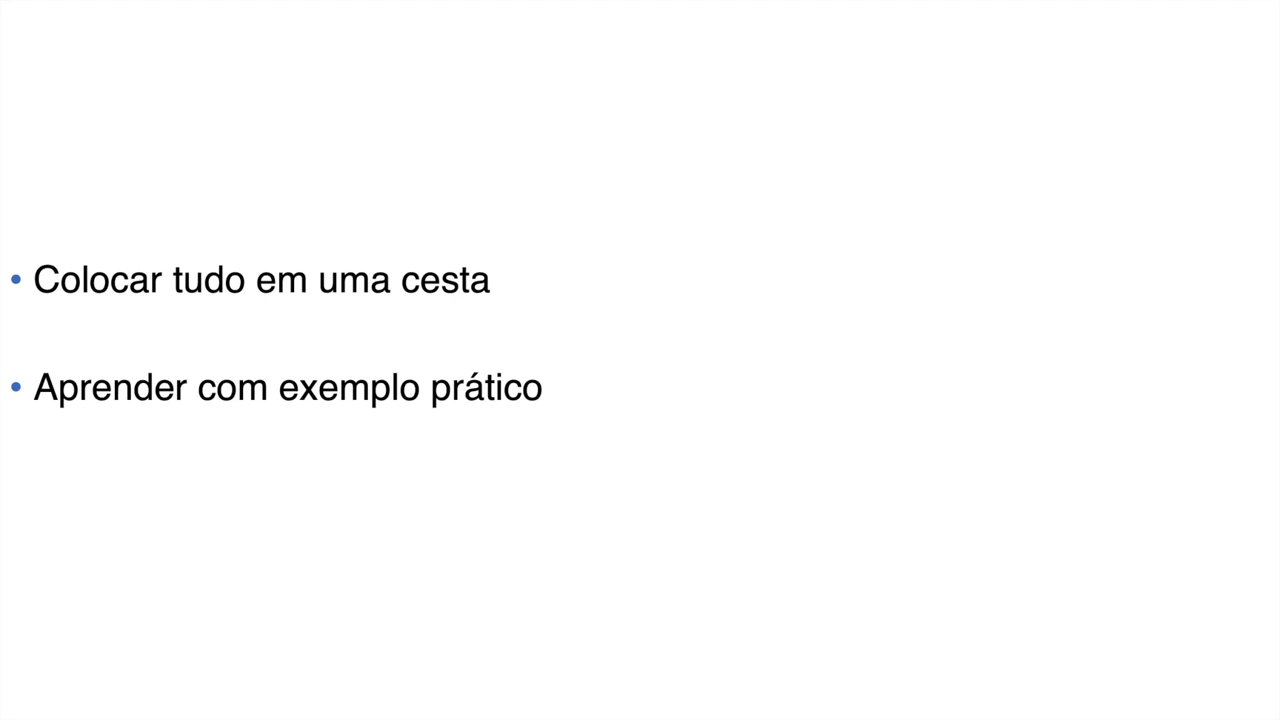 • Colocar tudo em uma cesta
• Aprender com exemplo prático